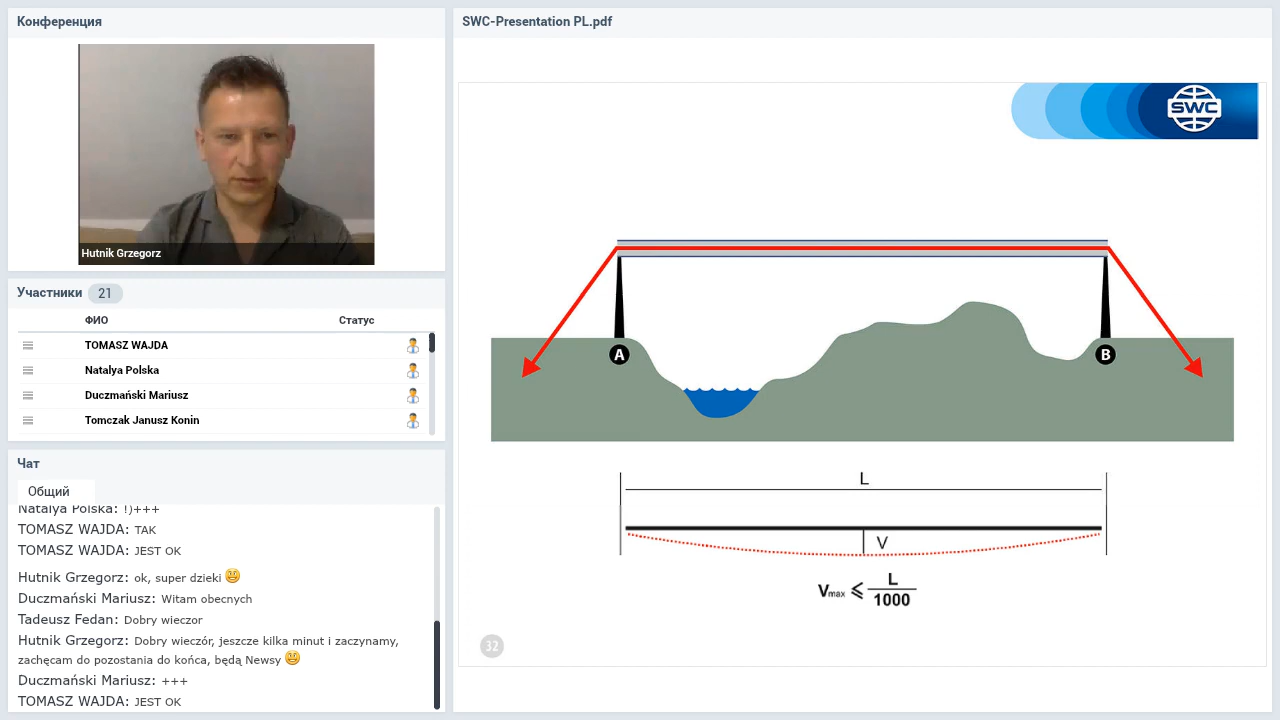 Конференция
Hutnik Grzegorz
Участники 21
ФИО Статус
TOMASZ WAJDA
Natalya Polska
Duczmański Mariusz
Tomczak Janusz Konin
Чат
Общий
Natalya Polska: !)+++
TOMASZ WAJDA: TAK
TOMASZ WAJDA: JEST OK
Hutnik Grzegorz: ok, super dzieki
Duczmański Mariusz: Witam obecnych
Tadeusz Fedan: Dobry wieczor
Hutnik Grzegorz: Dobry wieczór, jeszcze kilka minut i zaczynamy,
zachęcam do pozostania do końca, będą Newsy
Duczmański Mariusz: +++
TOMASZ WAJDA: JEST OK
SWC-Presentation PL.pdf
SWC
A B
L
V
Vmax ⩽ L/1000
32